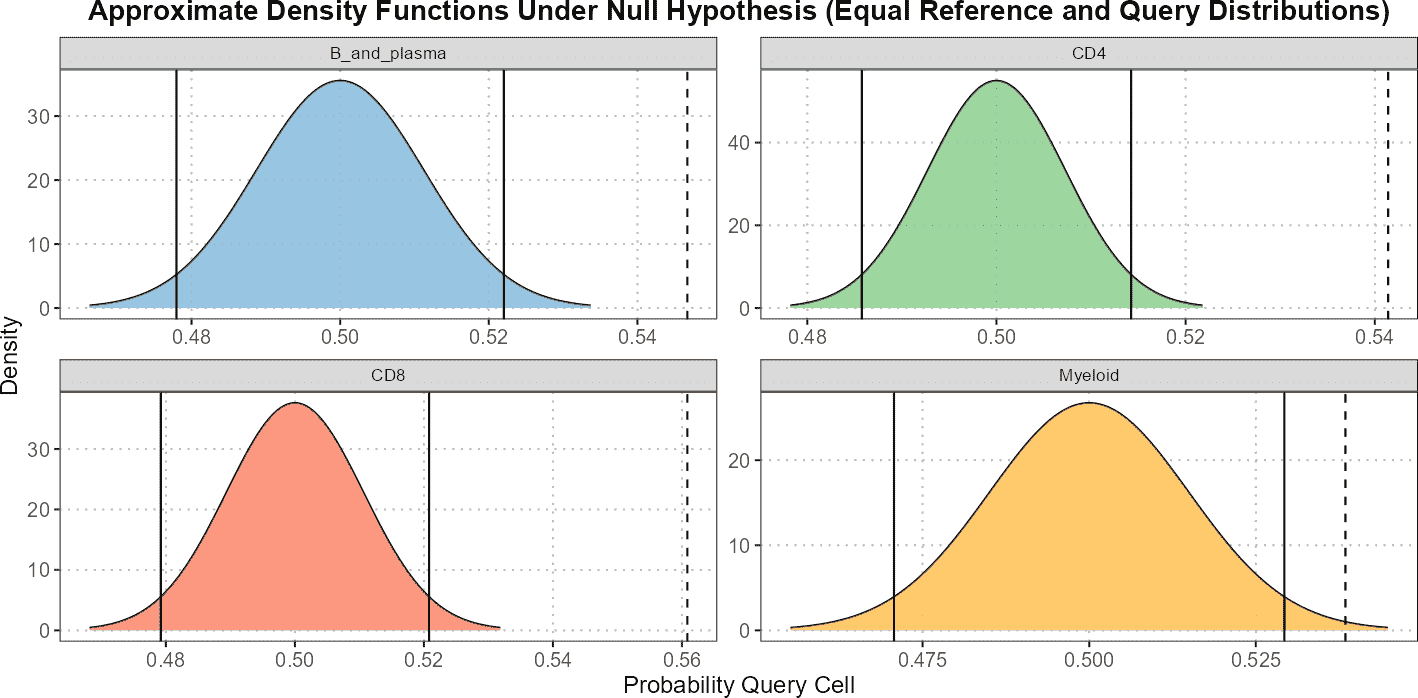 Approximate Density Functions Under Null Hypothesis (Equal Reference and Query Distributions)
B_and_plasma
CD4
30
20
10
0
0.48 0.50 0.52 0.54
40
20
0
0.48 0.50 0.52 0.54
Density
CD8
Myeloid
30
20
10
0
0.48 0.50 0.52 0.54 0.56
20
10
0
0.475 0.500 0.525
Probability Query Cell